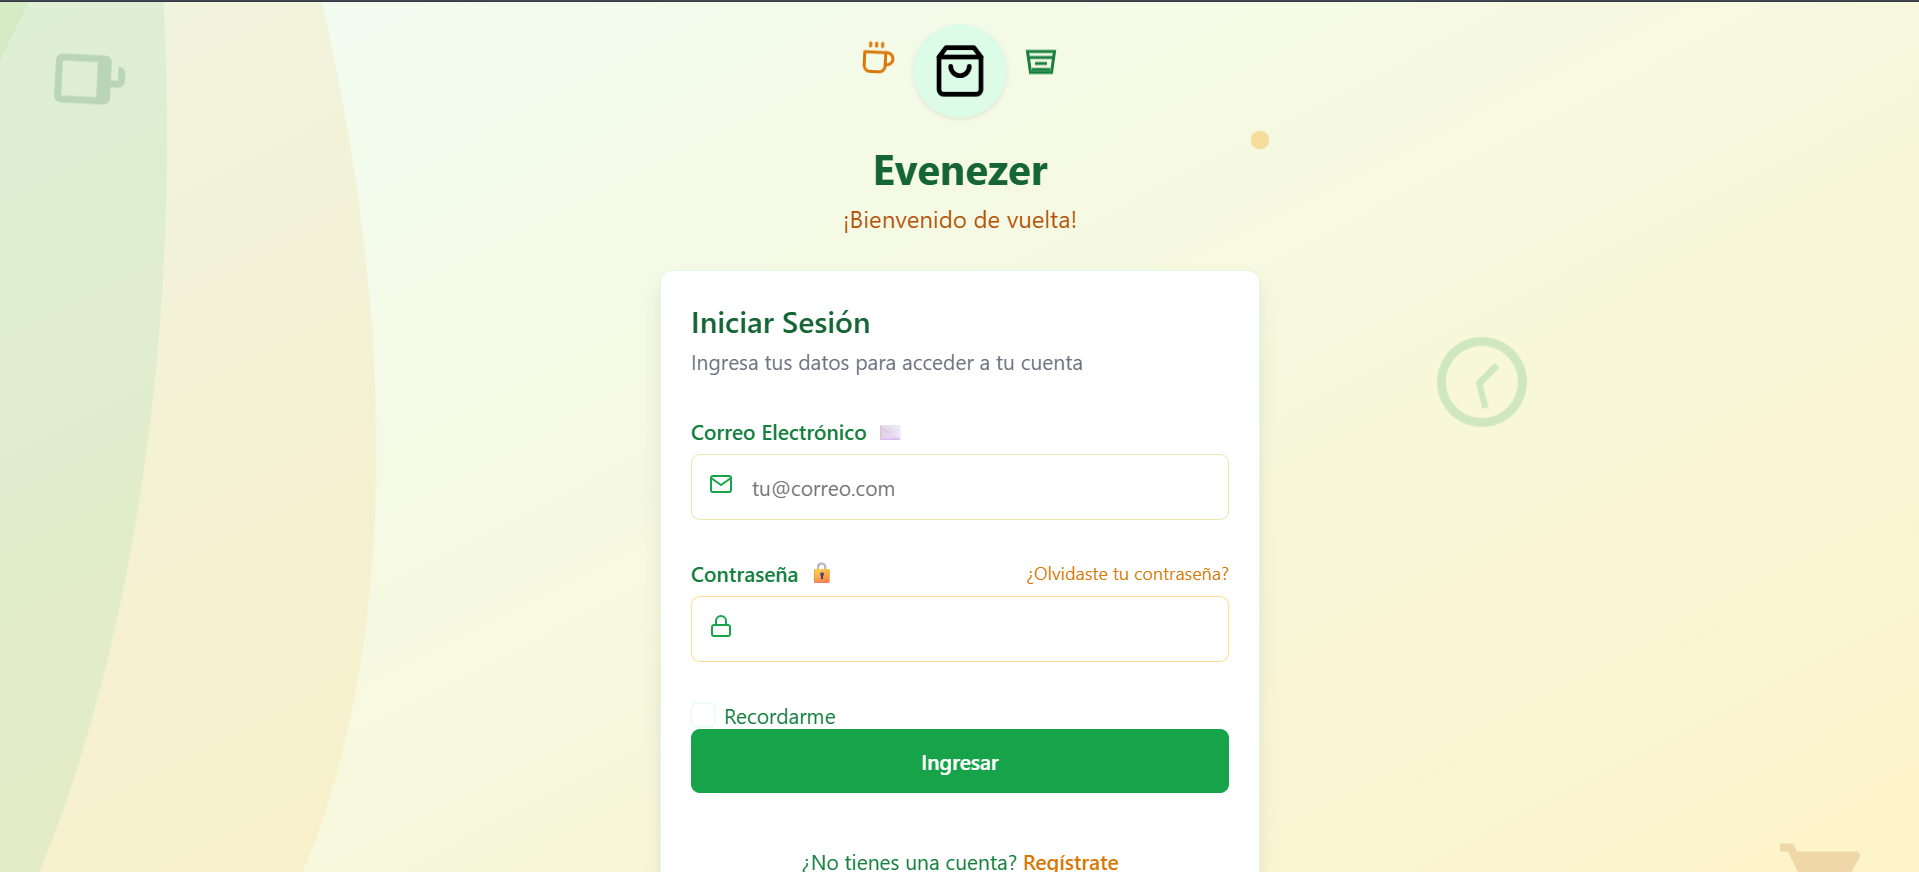 Evenezer
¡Bienvenido de vuelta!
Iniciar Sesión
Ingresa tus datos para acceder a tu cuenta
Correo Electrónico
tu@correo.com
Contraseña
¿Olvidaste tu contraseña?
Recordarme
Ingresar
¿No tienes una cuenta? Regístrate